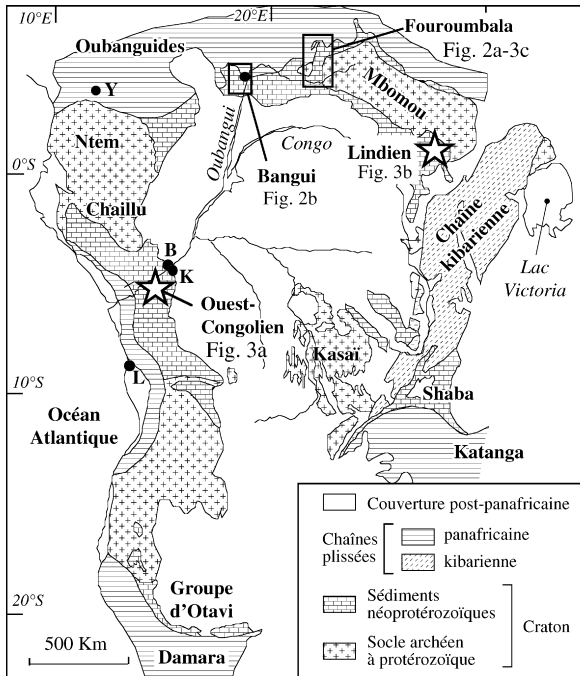 10°E
20°E
Fouroumbala
Fig. 2a-3c
Oubanguides
Y
Mbomou
Ntem
Oubangui
Congo
Lindien
Fig. 3b
Bangui
Fig. 2b
0°S
Chaillu
Chaîne
kibarienne
Lac
Victoria
B
K
Ouest-
Congolien
Fig. 3a
Kasaï
L
10°S
Shaba
Océan
Atlantique
Katanga
Couverture post-panafricaine
Chaînes
plissées
panafricaine
kibarienne
Sédiments
néoprotérozoïques
Craton
Socle archéen
à protérozoïque
20°S
Groupe
d'Otavi
500 Km
Damara